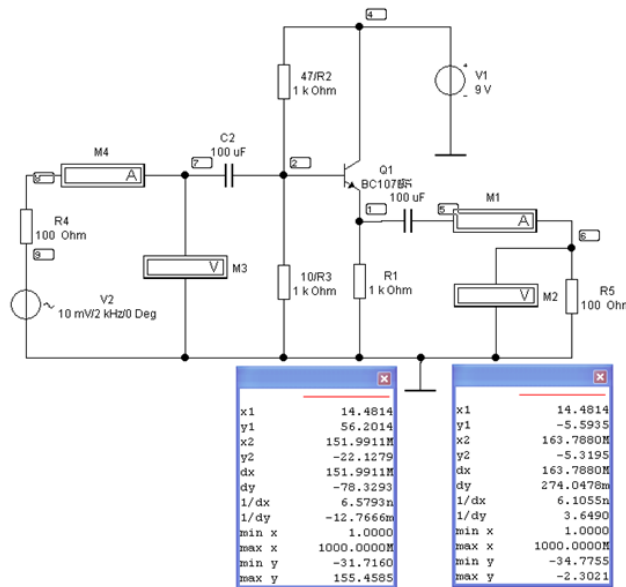 4
47/R2
1 k Ohm
V1
9 V
M4
A
7
C2
100 uF
2
Q1
100 uF
R4
100 Ohm
9
V
M3
V2
10 mV/2 kHz/0 Deg
10/R3
1 k Ohm
1
R1
1 k Ohm
5
M1
A
6
V
M2
R5
100 Ohm
x1 14.4814
y1 56.2014
x2 151.9911M
y2 -22.1279
dx 151.9911M
dy -78.3293
1/dx 6.5793n
1/dy -12.7666m
min x 1.0000
max x 1000.0000M
min y -31.7160
max y 155.4585
x1 14.4814
y1 -5.5935
x2 163.7880M
y2 -5.3195
dx 163.7880M
dy 274.0478m
1/dx 6.1055n
1/dy 3.6490
min x 1.0000
max x 1000.0000M
min y -34.7755
max y -2.3021